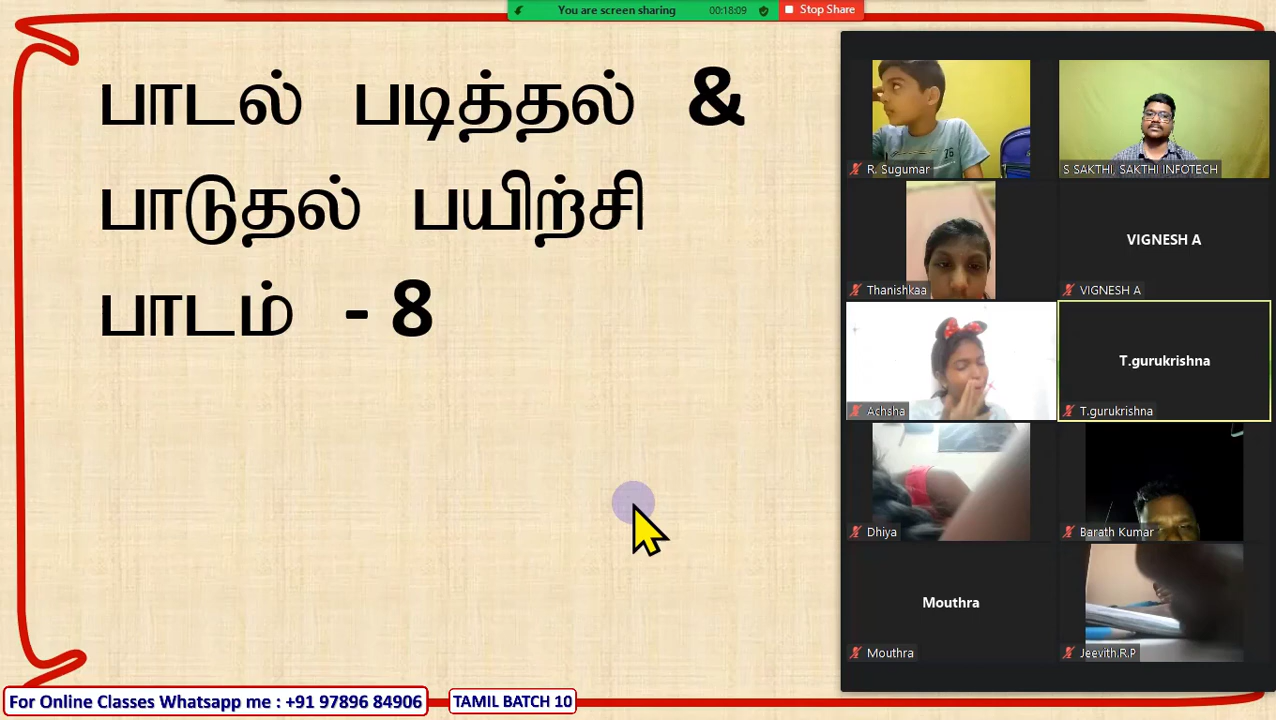 You are screen sharing 00:18:09 Stop Share
பாடல் படித்தல் &
பாடுதல் பயிற்சி
பாடம் - 8
76
R. Sugumar
S SAKTHI, SAKTHI INFOTECH
Thanishkaa
VIGNESH A
VIGNESH A
Achsha
T.gurukrishna
T.gurukrishna
Dhiya
Barath Kumar
Mouthra
Mouthra
Jeevith.R.P
For Online Classes Whatsapp me : +91 97896 84906
TAMIL BATCH 10